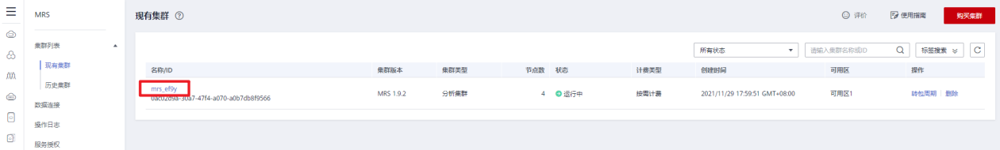 MRS
集群列表
现有集群
历史集群
数据连接
操作日志
服务授权
现有集群
评价
使用指南
购买集群
所有状态
请输入集群名称或ID
标签搜索
名称/ID 集群版本 集群类型 节点数 状态 计费类型 创建时间 可用区 操作
mrs_ef9y
0ac02d9a-30a7-47f4-a070-a0b7db8f9566 MRS 1.9.2 分析集群 4 运行中 按需计费 2021/11/29 17:59:51 GMT+08:00 可用区1 转包周期 删除